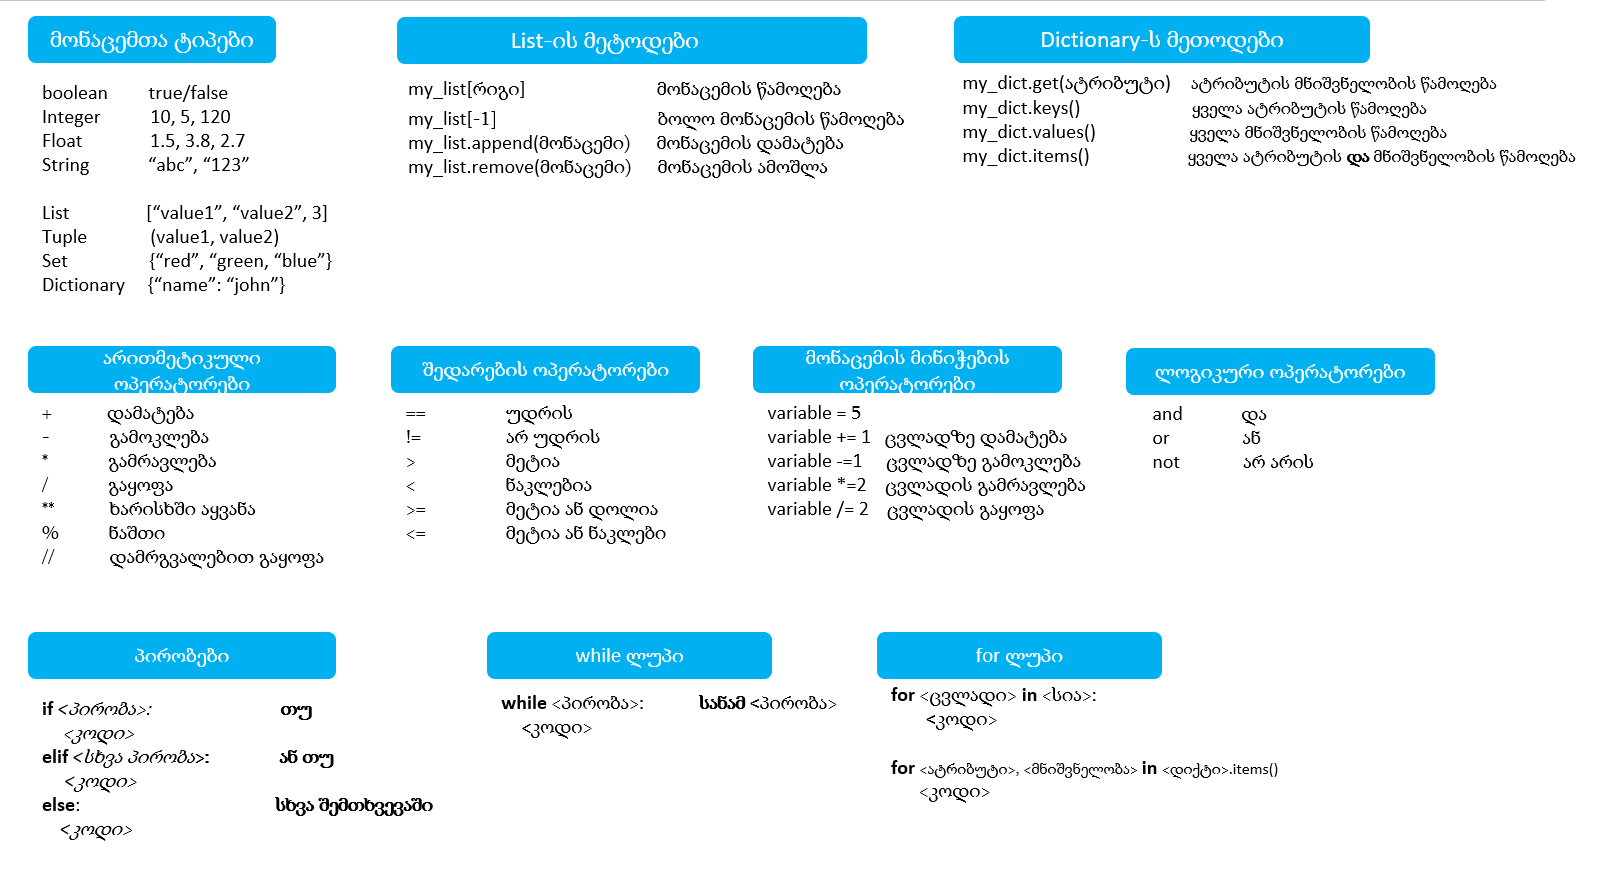 მონაცემთა ტიპები
boolean true/false
Integer 10, 5, 120
Float 1.5, 3.8, 2.7
String “abc”, “123”
List [“value1”, “value2”, 3]
Tuple (value1, value2)
Set {“red”, “green, “blue”}
Dictionary {“name”: “john”}
List-ის მეტოდები
my_list[რიგი] მონაცემის წამოღება
my_list[-1] ბოლო მონაცემის წამოღება
my_list.append(მონაცემი) მონაცემის დამატება
my_list.remove(მონაცემი) მონაცემის ამოშლა
Dictionary-ს მეთოდები
my_dict.get(ატრიბუტი) ატრიბუტის მნიშვნელობის წამოღება
my_dict.keys() ყველა ატრიბუტის წამოღება
my_dict.values() ყველა მნიშვნელობის წამოღება
my_dict.items() ყველა ატრიბუტის და მნიშვნელობის წამოღება
არითმეტიკული
ოპერატორები
+ დამატება
- გამოკლება
* გამრავლება
/ გაყოფა
** ხარისხში აყვანა
% ნაშთი
// დამრგვალებით გაყოფა
შედარების ოპერატორები
== უდრის
!= არ უდრის
> მეტია
< ნაკლებია
>= მეტია ან დოლია
<= მეტია ან ნაკლები
მონაცემის მინიჭების
ოპერატორები
variable = 5
variable += 1 ცვლადზე დამატება
variable -=1 ცვლადზე გამოკლება
variable *=2 ცვლადის გამრავლება
variable /= 2 ცვლადის გაყოფა
ლოგიკური ოპერატორები
and და
or ან
not არ არის
პირობები
if <პირობა>: თუ
<კოდი>
elif <სხვა პირობა>: ან თუ
<კოდი>
else: სხვა შემთხვევაში
<კოდი>
while ლუპი
while <პირობა>: სანამ <პირობა>
<კოდი>
for ლუპი
for <ცვლადი> in <სია>:
<კოდი>
for <ატრიბუტი>, <მნიშვნელობა> in <დიქტი>.items()
<კოდი>